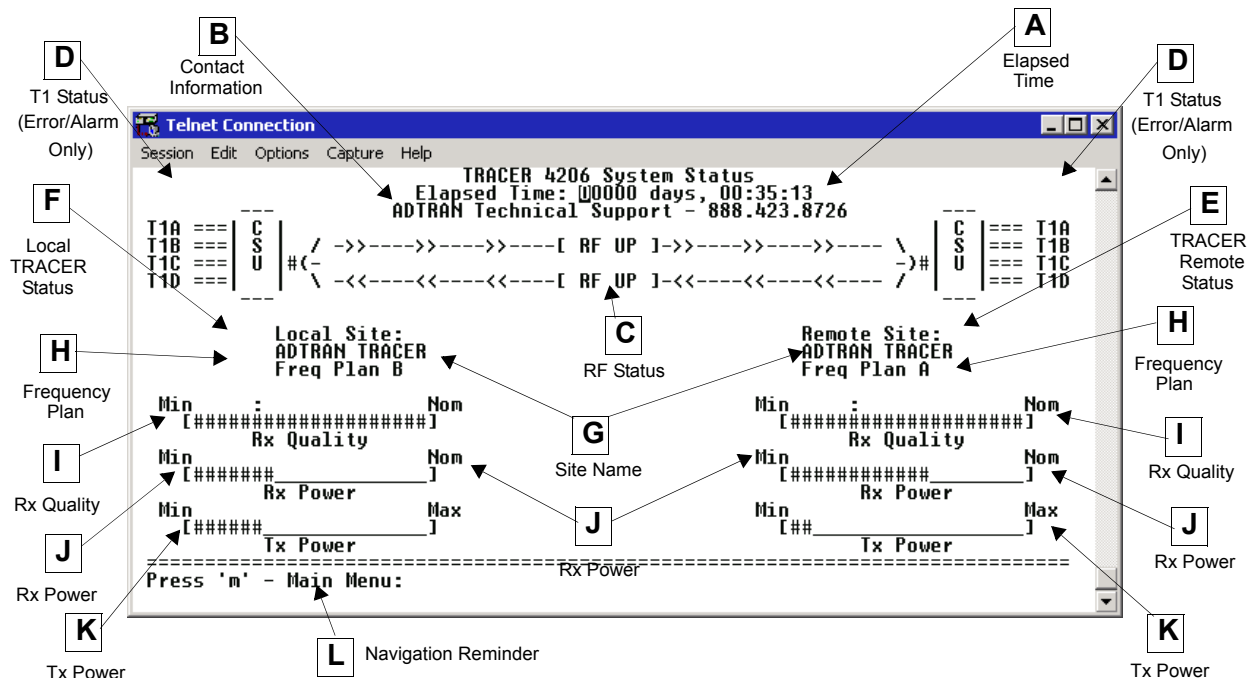 B
A
D
Contact
Information
Elapsed
Time
D
T1 Status
(Error/Alarm
Only)
T1 Status
(Error/Alarm
Only)
Telnet Connection
Session Edit Options Capture Help
TRACER 4206 System Status
Elapsed Time: 00000 days, 00:35:13
ADTRAN Technical Support - 888.423.8726
F
Local
TRACER
Status
E
TRACER
Remote
Status
--- ---
T1A ===| C | | C |=== T1A
T1B ===| S | / ->>---->>---->>----[ RF UP ]->>---->>---->>---- \ | S |=== T1B
T1C ===| U |#(- -)#| U |=== T1C
T1D ===| | \ -<<----<<----<<----[ RF UP ]-<<----<<----<<---- / | |=== T1D
--- ---
C
RF Status
Local Site: Remote Site:
ADTRAN TRACER ADTRAN TRACER
Freq Plan B Freq Plan A
H
Frequency
Plan
H
Frequency
Plan
G
Site Name
Min : Nom Min : Nom
[#####################] [#####################]
Rx Quality Rx Quality
I
Rx Quality
I
Rx Quality
Min Nom Min Nom
[#######______________] [############_________]
Rx Power Rx Power
J
Rx Power
J
Rx Power
J
Rx Power
Min Max Min Max
[######_______________] [##___________________]
Tx Power Tx Power
=====================================================================================
Press 'm' - Main Menu:
K
Tx Power
L
Navigation Reminder
K
Tx Power